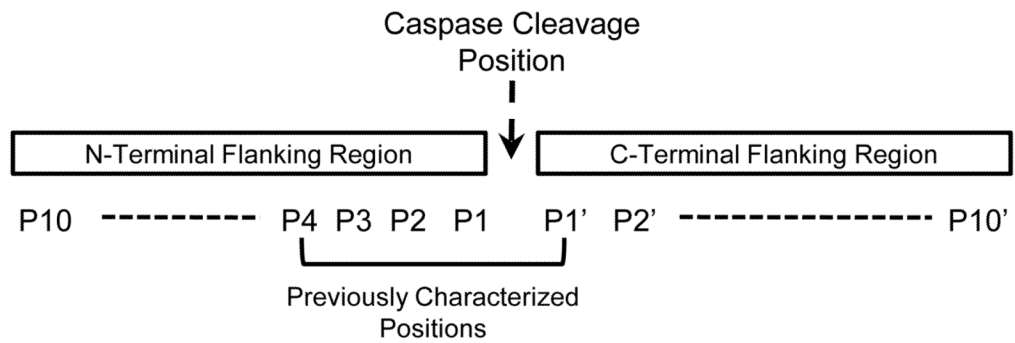 Caspase Cleavage
Position
N-Terminal Flanking Region
C-Terminal Flanking Region
P10 P4 P3 P2 P1 P1’ P2’ P10’
Previously Characterized
Positions